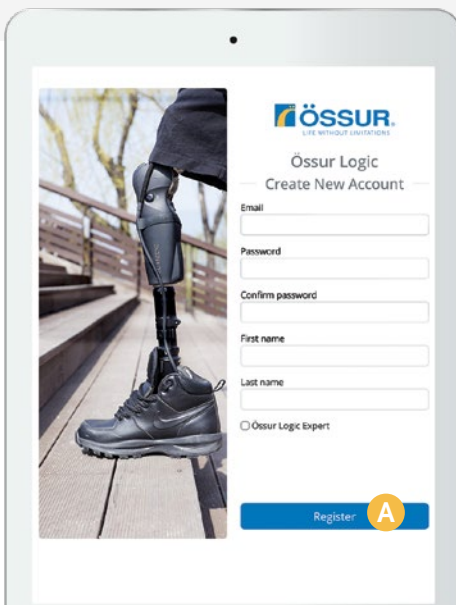 ÖSSUR®
LIFE WITHOUT LIMITATIONS
Össur Logic
Create New Account
Email
Password
Confirm password
First name
Last name
Össur Logic Expert
Register
A